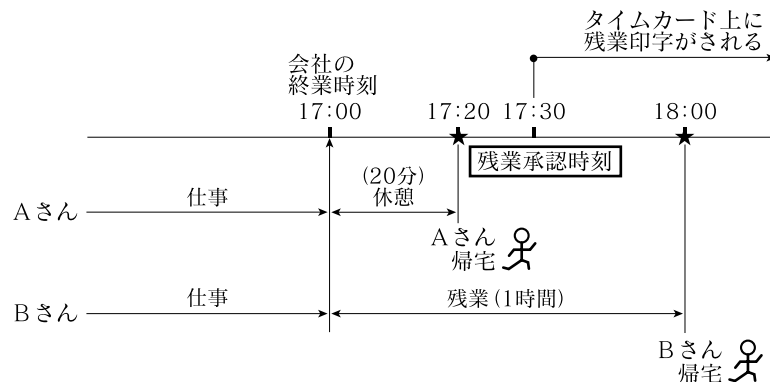 タイムカード上に
残業印字がされる
会社の
終業時刻
17:00
17:20
17:30
18:00
残業承認時刻
Aさん
仕事
(20分)
休憩
Aさん
帰宅
Bさん
仕事
残業(1時間)
Bさん
帰宅